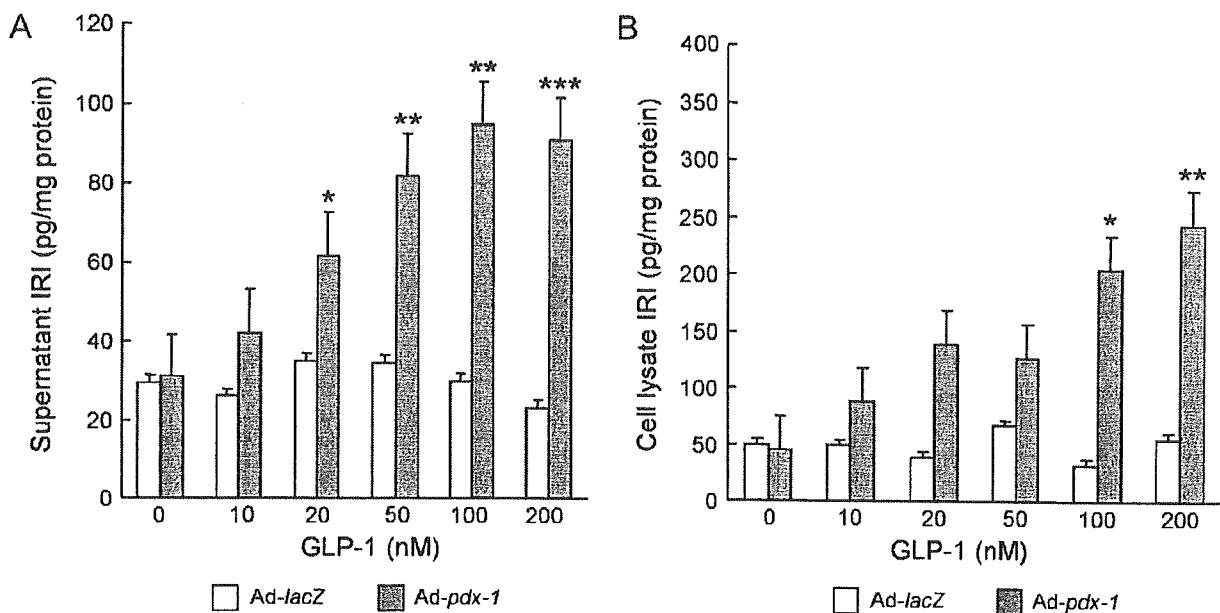 A
Supernatant IRI (pg/mg protein)
120
100
80
60
40
20
0
*
**
**
***
0 10 20 50 100 200
GLP-1 (nM)
Ad-lacZ Ad-pdx-1
B
Cell lysate IRI (pg/mg protein)
400
350
300
250
200
150
100
50
0
*
**
0 10 20 50 100 200
GLP-1 (nM)
Ad-lacZ Ad-pdx-1